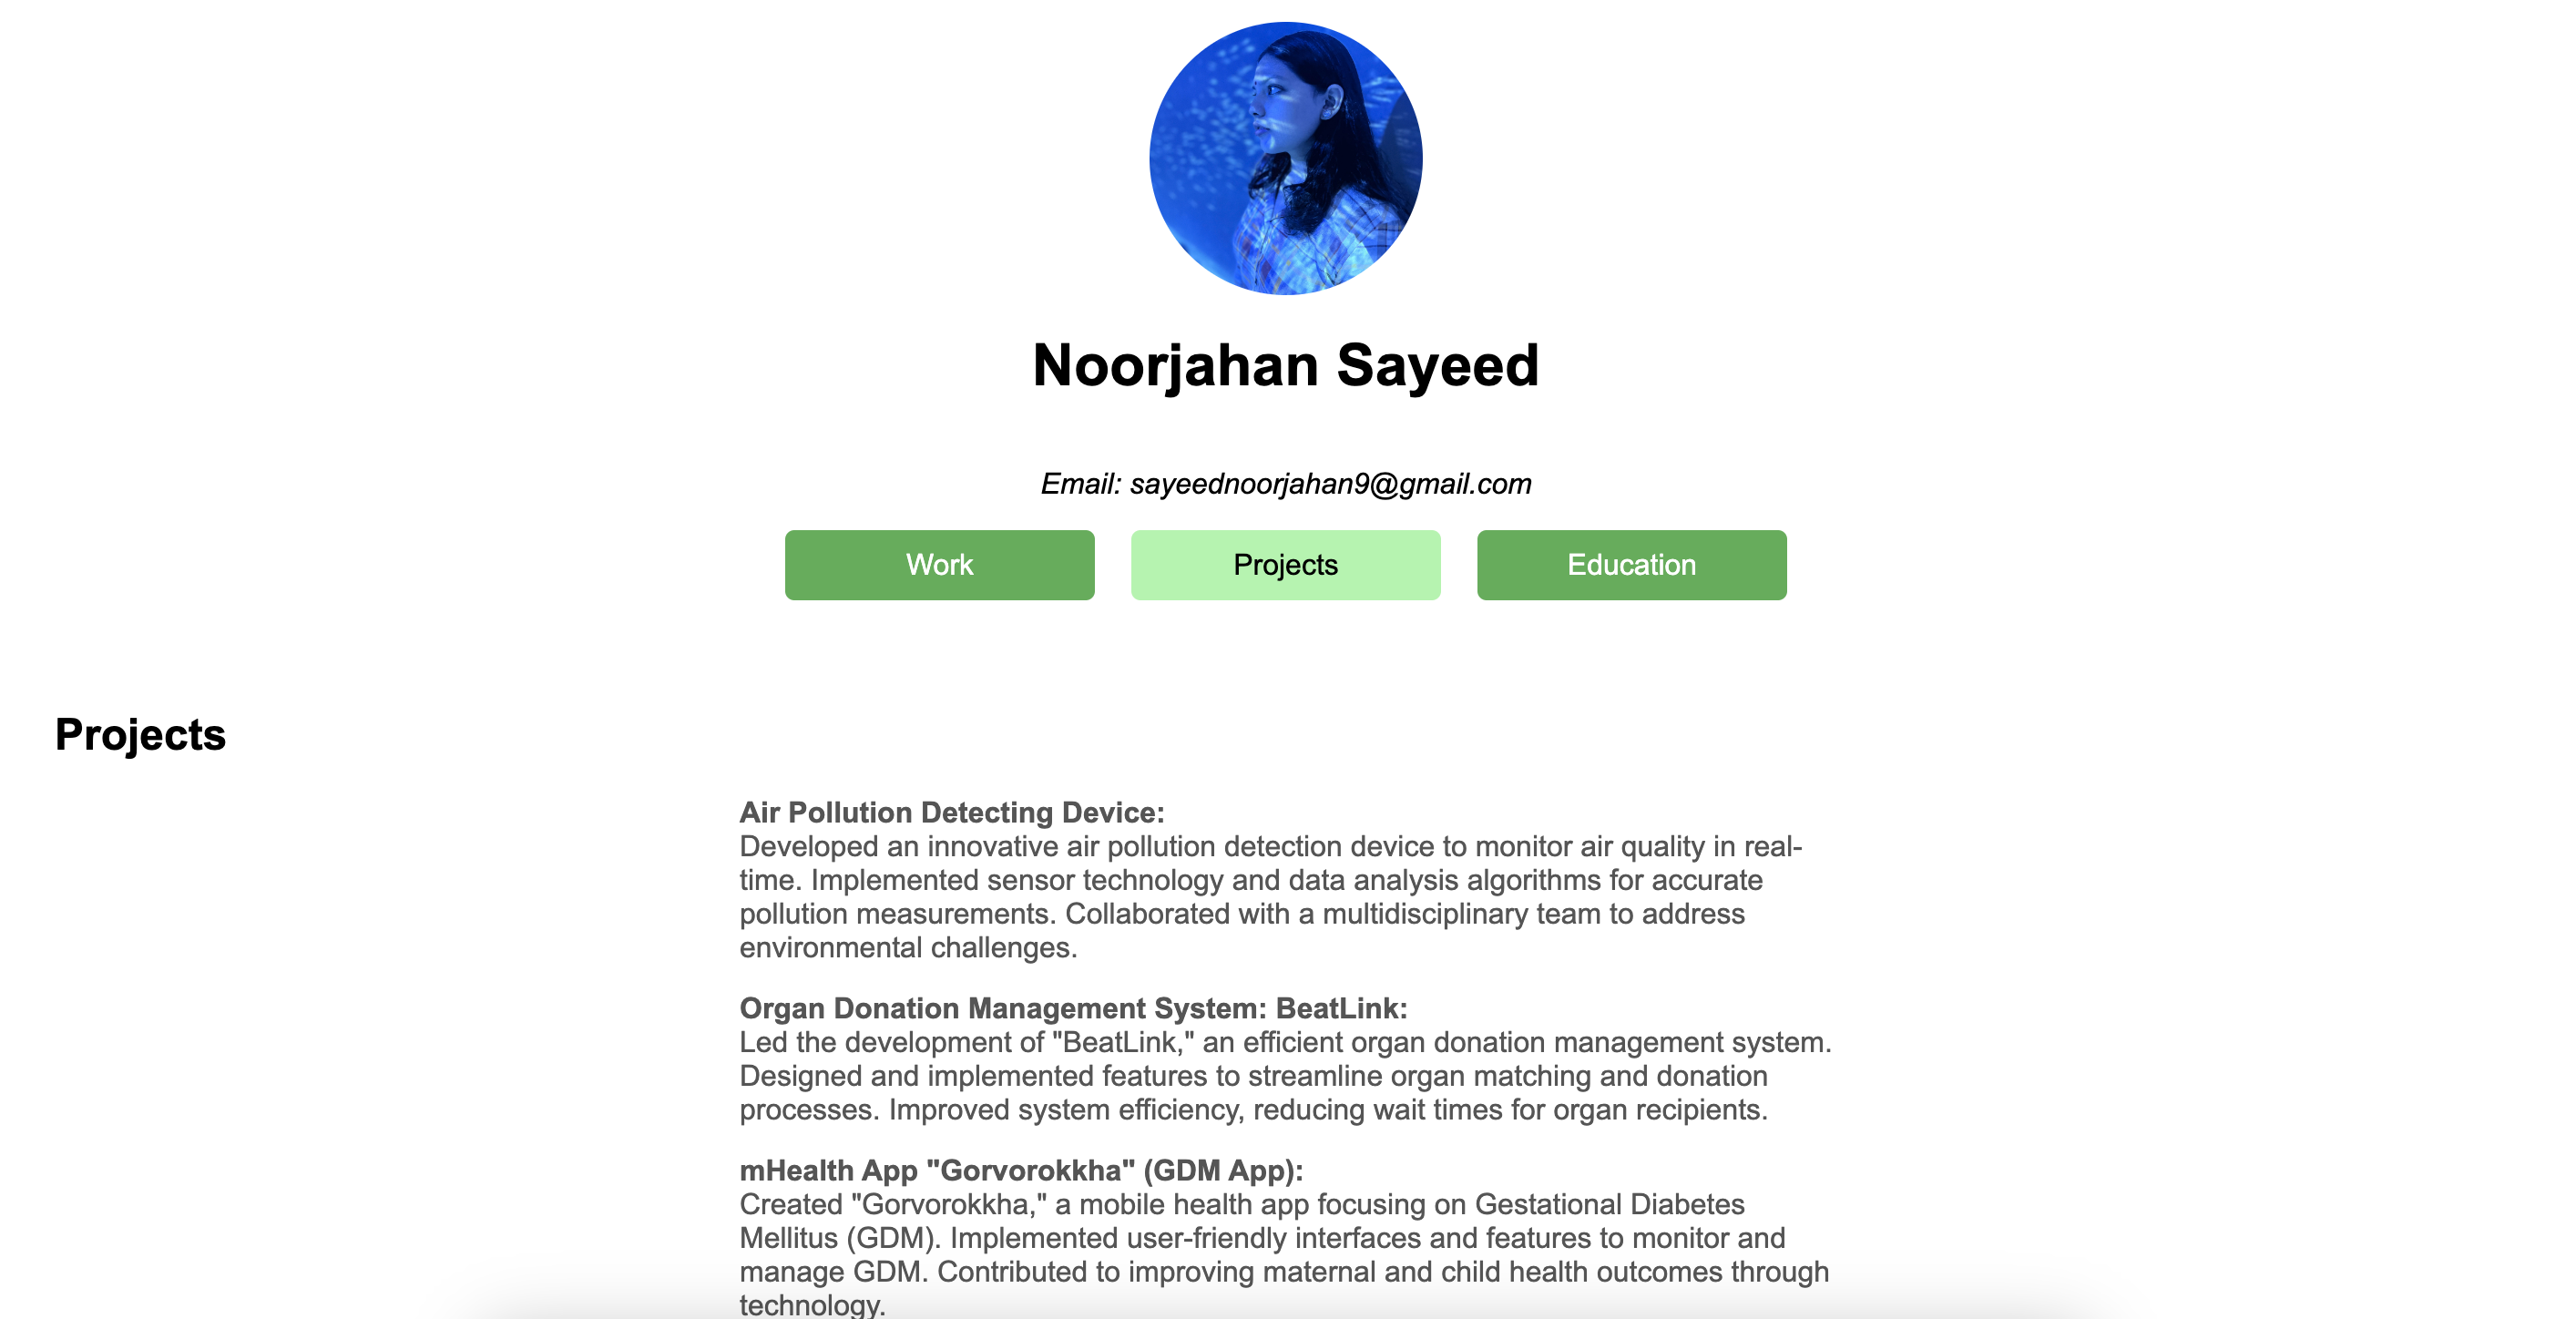 Noorjahan Sayeed
Email: sayeednoorjahan9@gmail.com
Work
Projects
Education
Projects
Air Pollution Detecting Device:
Developed an innovative air pollution detection device to monitor air quality in real-
time. Implemented sensor technology and data analysis algorithms for accurate
pollution measurements. Collaborated with a multidisciplinary team to address
environmental challenges.
Organ Donation Management System: BeatLink:
Led the development of "BeatLink," an efficient organ donation management system.
Designed and implemented features to streamline organ matching and donation
processes. Improved system efficiency, reducing wait times for organ recipients.
mHealth App "Gorvorokkha" (GDM App):
Created "Gorvorokkha," a mobile health app focusing on Gestational Diabetes
Mellitus (GDM). Implemented user-friendly interfaces and features to monitor and
manage GDM. Contributed to improving maternal and child health outcomes through
technology.